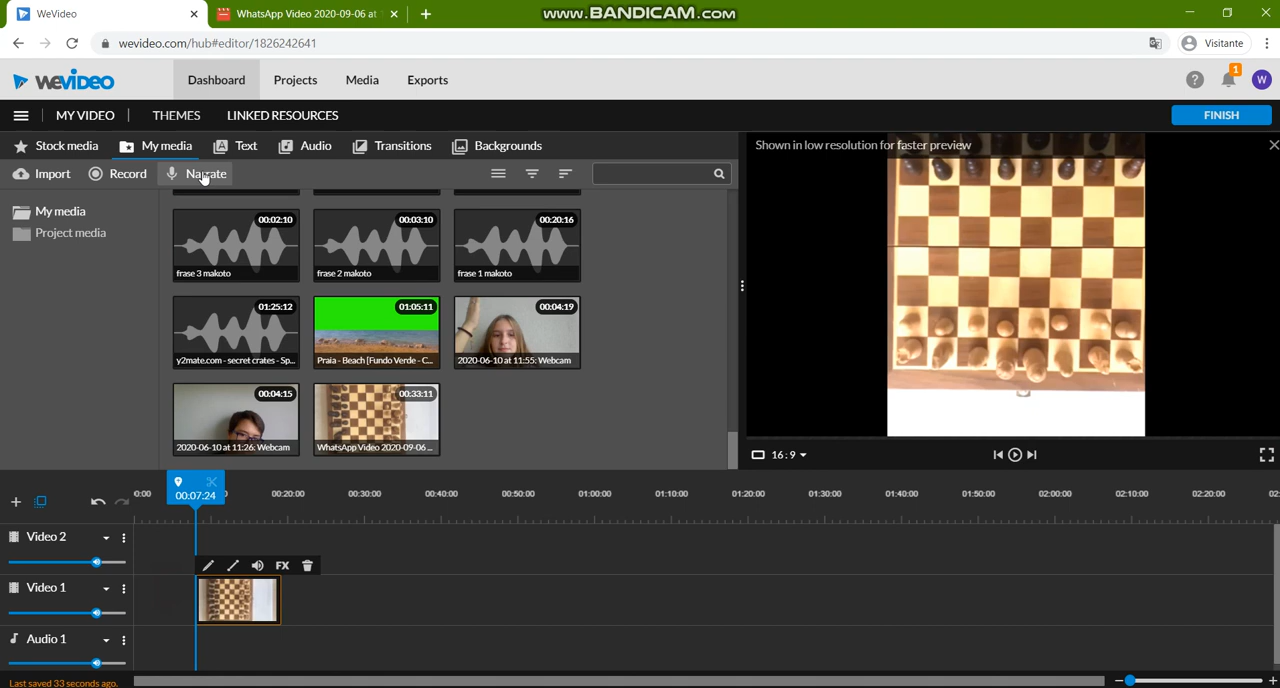 WeVideo
WhatsApp Video 2020-09-06 at
www.BANDICAM.com
wevideo.com/hub#editor/1826242641
Visitante
wevideo
Dashboard
Projects
Media
Exports
?
1
W
MY VIDEO
THEMES
LINKED RESOURCES
FINISH
Stock media
My media
Text
Audio
Transitions
Backgrounds
Shown in low resolution for faster preview
Import
Record
Narrate
My media
Project media
00:02:10
frase 3 makoto
00:03:10
frase 2 makoto
00:20:16
frase 1 makoto
01:25:12
y2mate.com - secret crates - Sp...
01:05:11
Praia - Beach [Fundo Verde - C...
00:04:19
2020-06-10 at 11:55: Webcam
00:04:15
2020-06-10 at 11:26: Webcam
00:33:11
WhatsApp Video 2020-09-06 ...
16:9
00:07:24
0:00
00:20:00
00:30:00
00:40:00
00:50:00
01:00:00
01:10:00
01:20:00
01:30:00
01:40:00
01:50:00
02:00:00
02:10:00
02:20:00
02:
Video 2
FX
Video 1
Audio 1
Last saved 33 seconds ago.